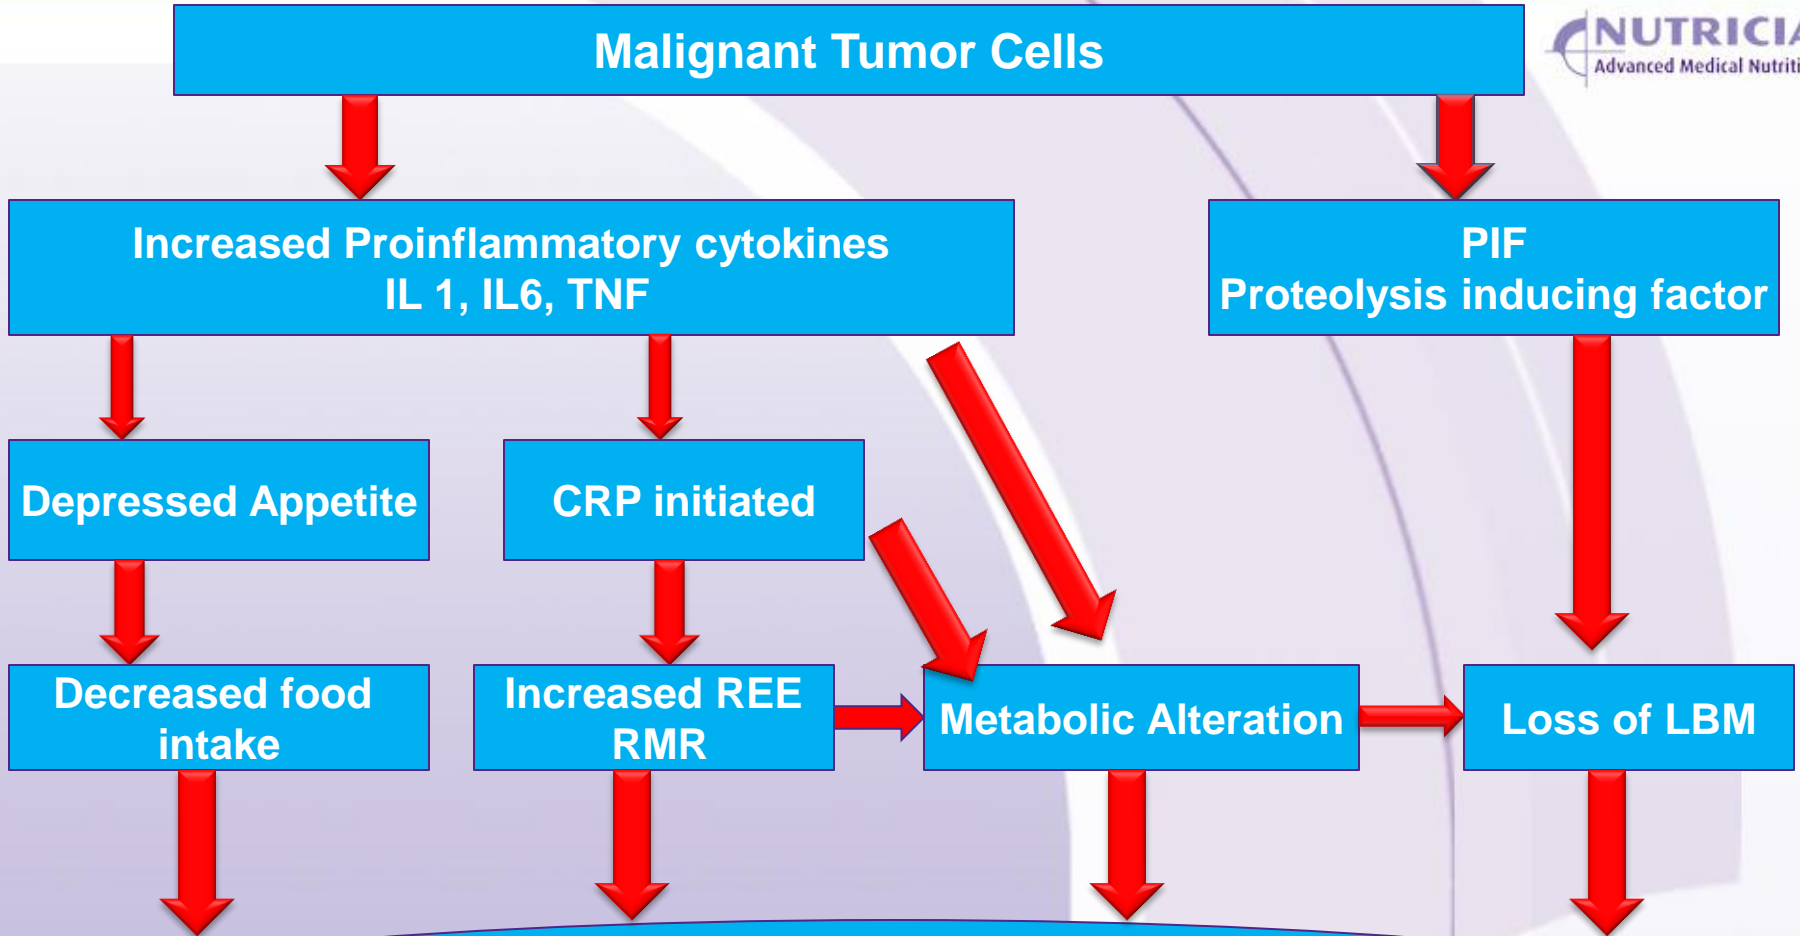 Malignant Tumor Cells
NUTRICIA
Advanced Medical Nutriti
Increased Proinflammatory cytokines
IL 1, IL6, TNF
PIF
Proteolysis inducing factor
Depressed Appetite
CRP initiated
Decreased food
intake
Increased REE
RMR
Metabolic Alteration
Loss of LBM